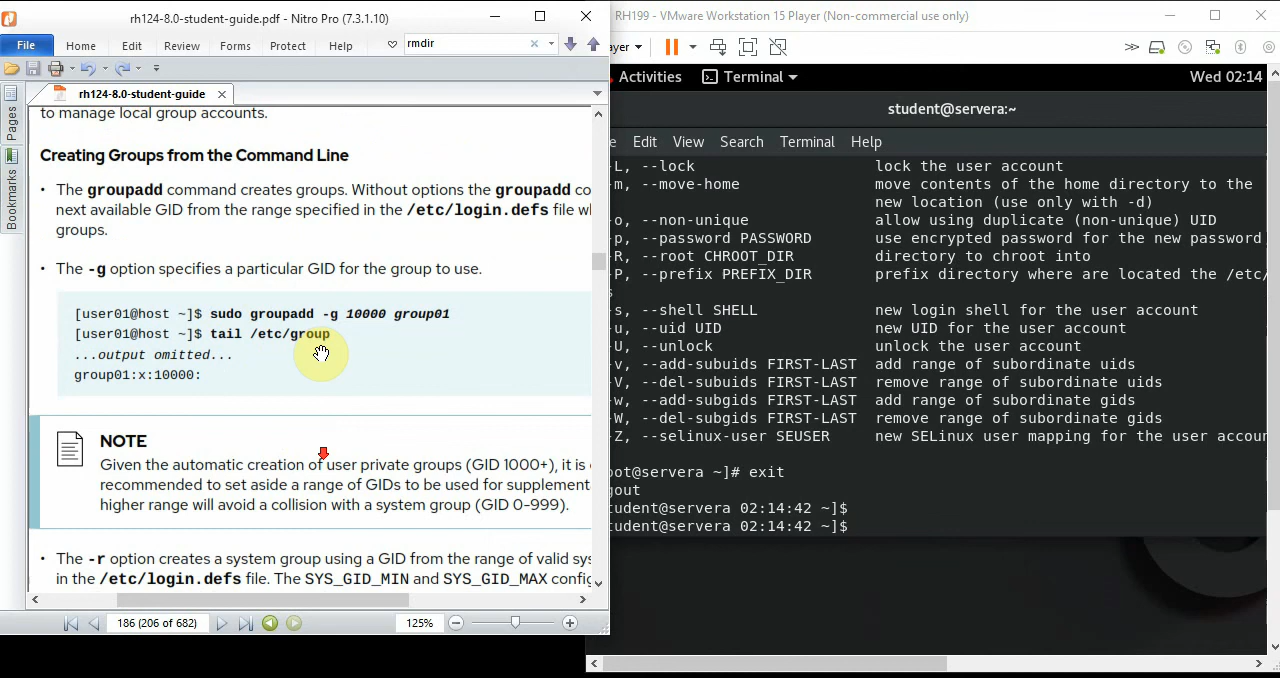 rh124-8.0-student-guide.pdf - Nitro Pro (7.3.1.10)
File Home Edit Review Forms Protect Help rmdir
rh124-8.0-student-guide
Pages
Bookmarks
to manage local group accounts.
Creating Groups from the Command Line
• The groupadd command creates groups. Without options the groupadd co
next available GID from the range specified in the /etc/login.defs file w
groups.
• The -g option specifies a particular GID for the group to use.
[user01@host ~]$ sudo groupadd -g 10000 group01
[user01@host ~]$ tail /etc/group
...output omitted...
group01:x:10000:
NOTE
Given the automatic creation of user private groups (GID 1000+), it is
recommended to set aside a range of GIDs to be used for supplement
higher range will avoid a collision with a system group (GID 0-999).
• The -r option creates a system group using a GID from the range of valid sys
in the /etc/login.defs file. The SYS_GID_MIN and SYS_GID_MAX config
186 (206 of 682)
125%
RH199 - VMware Workstation 15 Player (Non-commercial use only)
ayer
Activities Terminal Wed 02:14
student@servera:~
e Edit View Search Terminal Help
-L, --lock lock the user account
-m, --move-home move contents of the home directory to the
new location (use only with -d)
-o, --non-unique allow using duplicate (non-unique) UID
-p, --password PASSWORD use encrypted password for the new password
-R, --root CHROOT_DIR directory to chroot into
-P, --prefix PREFIX_DIR prefix directory where are located the /etc/
s
-s, --shell SHELL new login shell for the user account
-u, --uid UID new UID for the user account
-U, --unlock unlock the user account
-v, --add-subuids FIRST-LAST add range of subordinate uids
-V, --del-subuids FIRST-LAST remove range of subordinate uids
-w, --add-subgids FIRST-LAST add range of subordinate gids
-W, --del-subgids FIRST-LAST remove range of subordinate gids
-Z, --selinux-user SEUSER new SELinux user mapping for the user accoun
oot@servera ~]# exit
gout
tudent@servera 02:14:42 ~]$
tudent@servera 02:14:42 ~]$